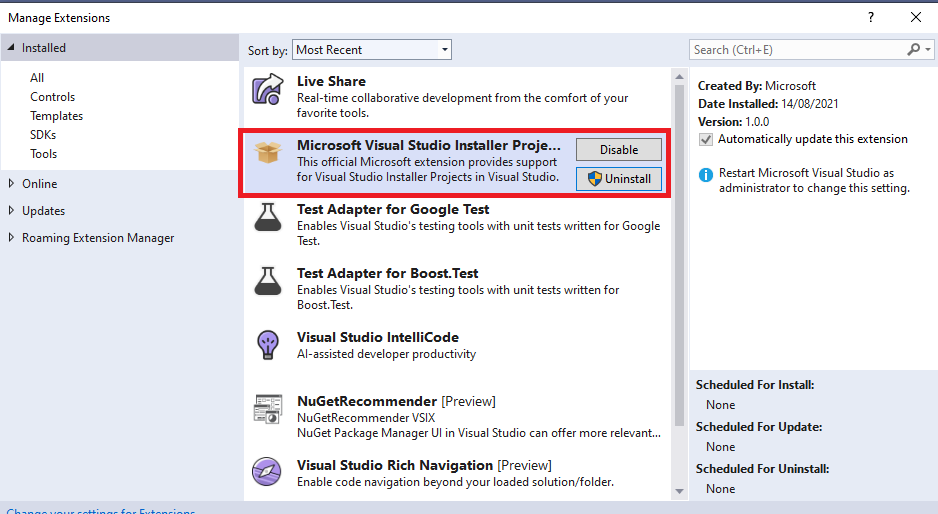 Manage Extensions
?
Installed
All
Controls
Templates
SDKs
Tools
Online
Updates
Roaming Extension Manager
Sort by: Most Recent
Live Share
Real-time collaborative development from the comfort of your
favorite tools.
Microsoft Visual Studio Installer Proje...
This official Microsoft extension provides support
for Visual Studio Installer Projects in Visual Studio.
Disable
Uninstall
Test Adapter for Google Test
Enables Visual Studio's testing tools with unit tests written for Google
Test.
Test Adapter for Boost.Test
Enables Visual Studio's testing tools with unit tests written for
Boost.Test.
Visual Studio IntelliCode
AI-assisted developer productivity
NuGetRecommender [Preview]
NuGetRecommender VSIX
NuGet Package Manager UI in Visual Studio can offer more relevant...
Visual Studio Rich Navigation [Preview]
Enable code navigation beyond your loaded solution/folder.
Search (Ctrl+E)
Created By: Microsoft
Date Installed: 14/08/2021
Version: 1.0.0
Automatically update this extension
Restart Microsoft Visual Studio as
administrator to change this setting.
Scheduled For Install:
None
Scheduled For Update:
None
Scheduled For Uninstall:
None
Change your settings for Extensions